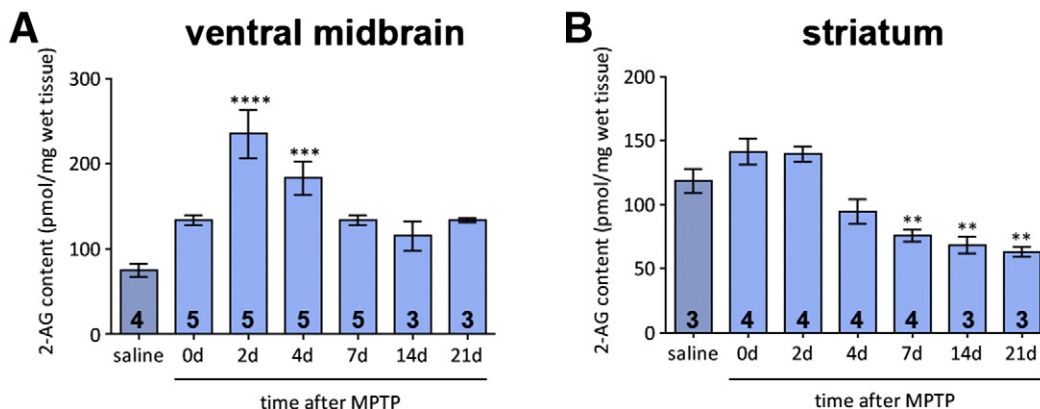 A
ventral midbrain
2-AG content (pmol/mg wet tissue)
300
200
100
0
****
***
4 5 5 5 5 3 3
saline 0d 2d 4d 7d 14d 21d
time after MPTP
B
striatum
2-AG content (pmol/mg wet tissue)
200
150
100
50
0
** ** **
3 4 4 4 4 3 3
saline 0d 2d 4d 7d 14d 21d
time after MPTP